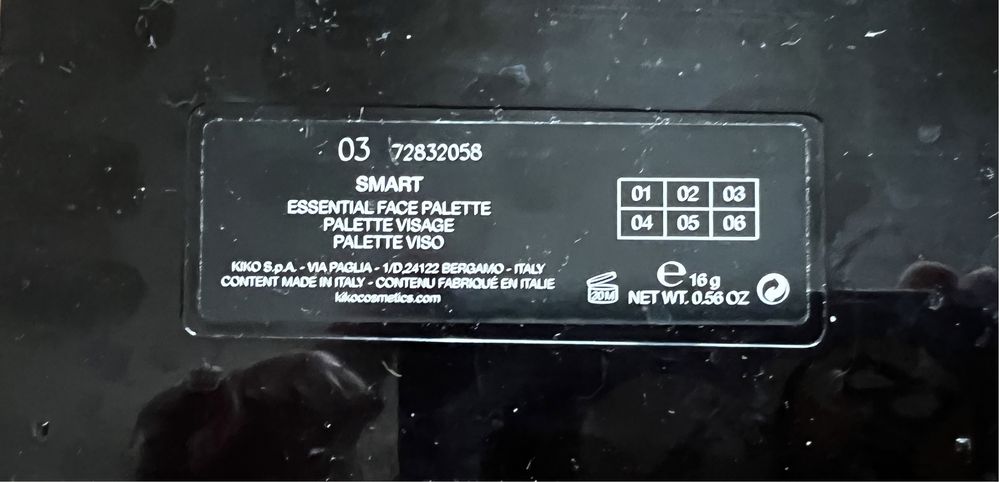 03 72832058
SMART
ESSENTIAL FACE PALETTE
PALETTE VISAGE
PALETTE VISO
KIKO S.p.A. - VIA PAGLIA - 1/D.24122 BERGAMO - ITALY
CONTENT MADE IN ITALY - CONTENU FABRIQUÉ EN ITALIE
kikocosmetics.com
01 02 03
04 05 06
20M
e 16 g
NET WT. 0.56 OZ